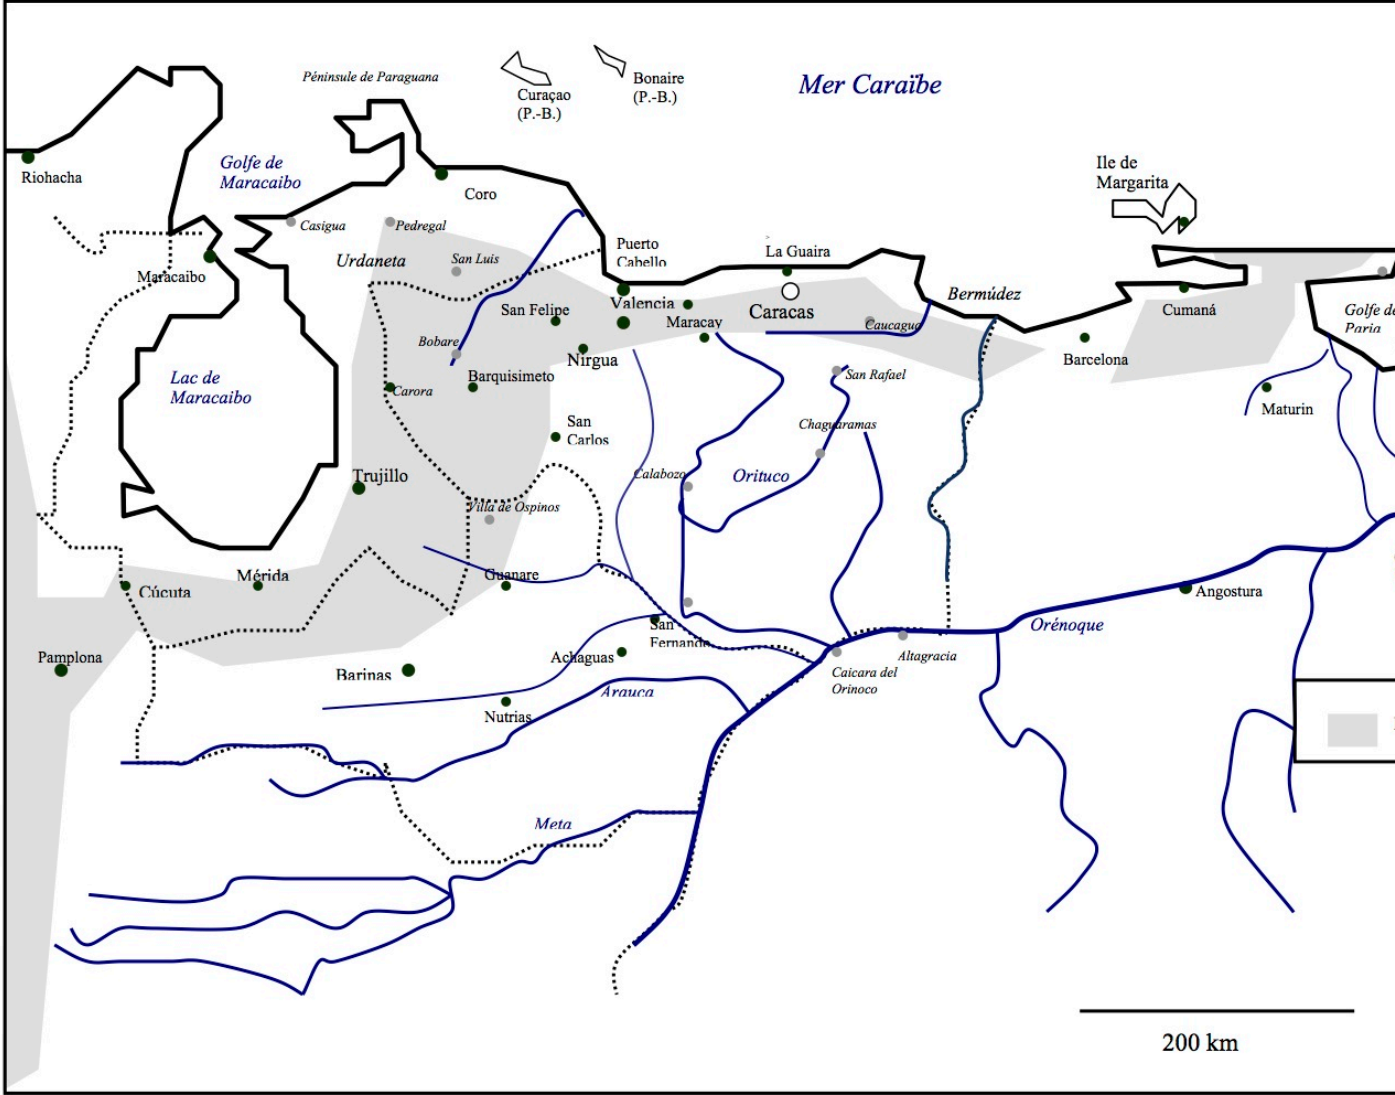 Péninsule de Paraguana
Curaçao
(P.-B.)
Bonaire
(P.-B.)
Mer Caraïbe
Riohacha
Golfe de
Maracaibo
Coro
Ile de
Margarita
Casigua
Pedregal
Urdaneta
San Luis
Puerto
Cabello
La Guaira
Maracaibo
Bermúdez
San Felipe
Valencia
Maracay
Caracas
Caucagua
Cumaná
Golfe de
Paria
Bobare
Nirgua
Barcelona
Lac de
Maracaibo
Carora
Barquisimeto
San Rafael
Maturin
San
Carlos
Chaguaramas
Trujillo
Calabozo
Orituco
Villa de Ospinos
Mérida
Guanare
Cúcuta
Angostura
San
Fernando
Orénoque
Pamplona
Barinas
Achaguas
Altagracia
Caicara del
Orinoco
Arauca
Nutrias
Meta
200 km